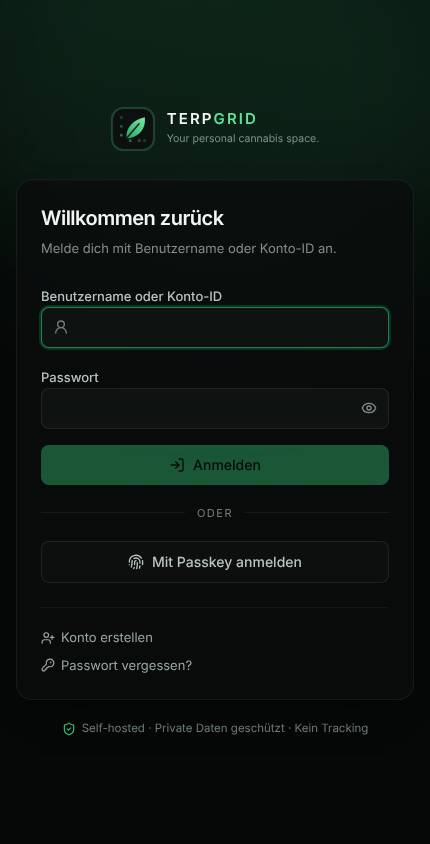 TERPGRID
Your personal cannabis space.
Willkommen zurück
Melde dich mit Benutzername oder Konto-ID an.
Benutzername oder Konto-ID
Passwort
Anmelden
ODER
Mit Passkey anmelden
Konto erstellen
Passwort vergessen?
Self-hosted · Private Daten geschützt · Kein Tracking